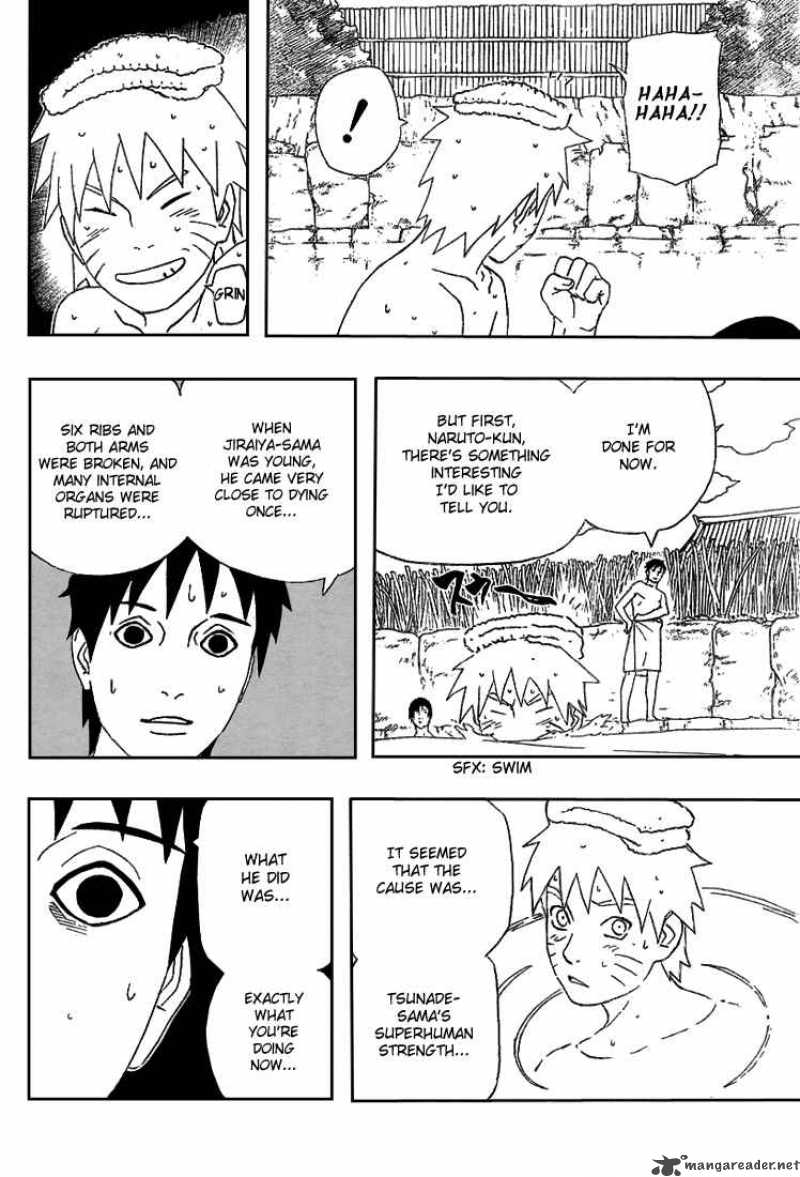 HAHA-
HAHA!!
!
GRIN
I'M
DONE FOR
NOW.
BUT FIRST,
NARUTO-KUN,
THERE'S SOMETHING
INTERESTING
I'D LIKE TO
TELL YOU.
スウー
SFX: SWIM
WHEN
JIRAIYA-SAMA
WAS YOUNG,
HE CAME VERY
CLOSE TO DYING
ONCE...
SIX RIBS AND
BOTH ARMS
WERE BROKEN, AND
MANY INTERNAL
ORGANS WERE
RUPTURED...
IT SEEMED
THAT THE
CAUSE WAS...
TSUNADE-
SAMA'S
SUPERHUMAN
STRENGTH...
WHAT
HE DID
WAS...
EXACTLY
WHAT
YOU'RE
DOING
NOW...
mangareader.net